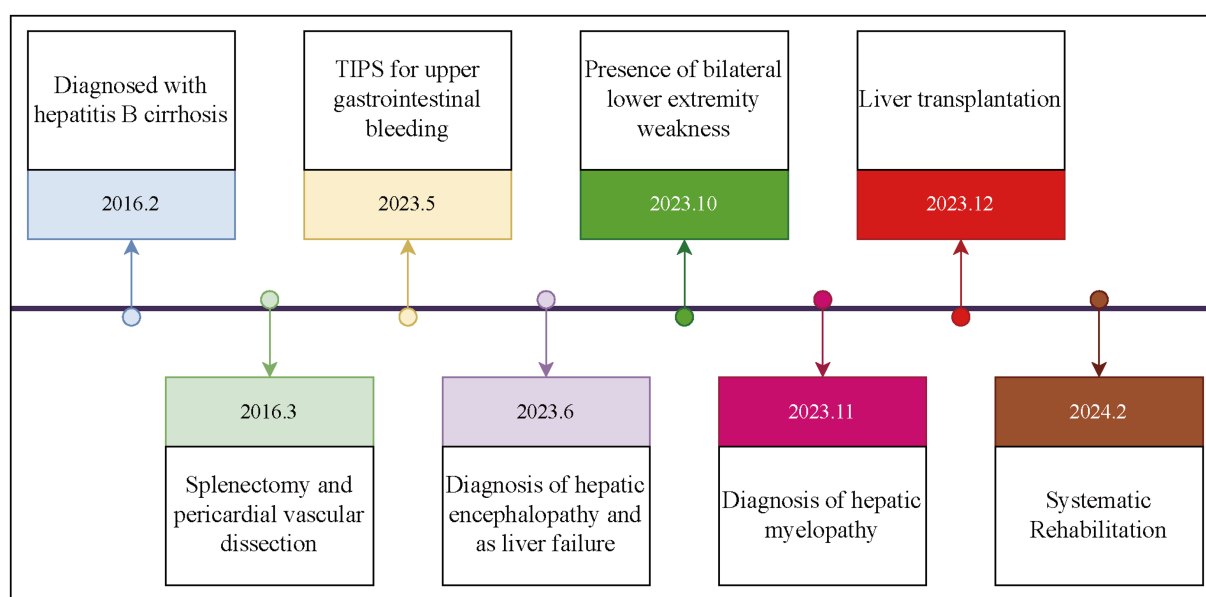 Diagnosed with
hepatitis B cirrhosis
2016.2
TIPS for upper
gastrointestinal
bleeding
2023.5
Presence of bilateral
lower extremity
weakness
2023.10
Liver transplantation
2023.12
2016.3
Splenectomy and
pericardial vascular
dissection
2023.6
Diagnosis of hepatic
encephalopathy and
as liver failure
2023.11
Diagnosis of hepatic
myelopathy
2024.2
Systematic
Rehabilitation